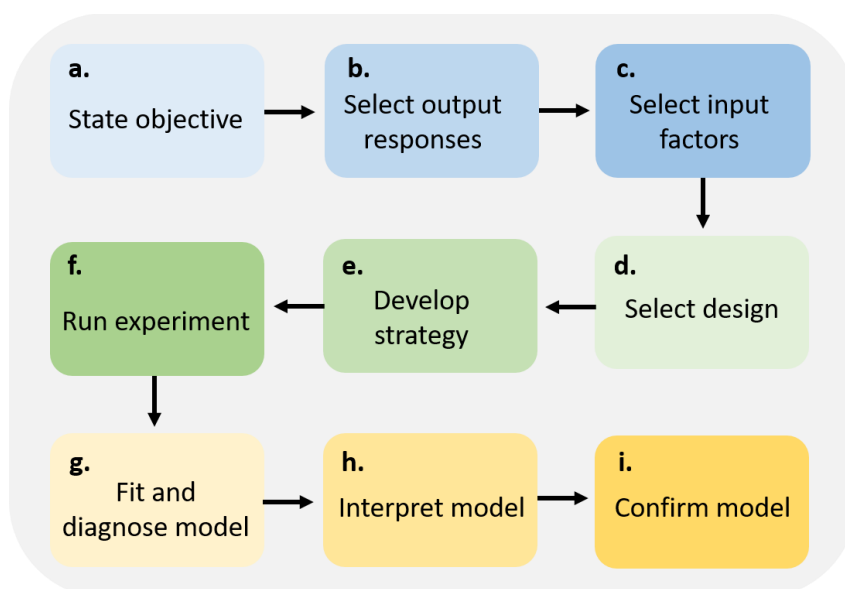 a.
State objective
b.
Select output
responses
c.
Select input
factors
d.
Select design
e.
Develop
strategy
f.
Run experiment
g.
Fit and
diagnose model
h.
Interpret model
i.
Confirm model